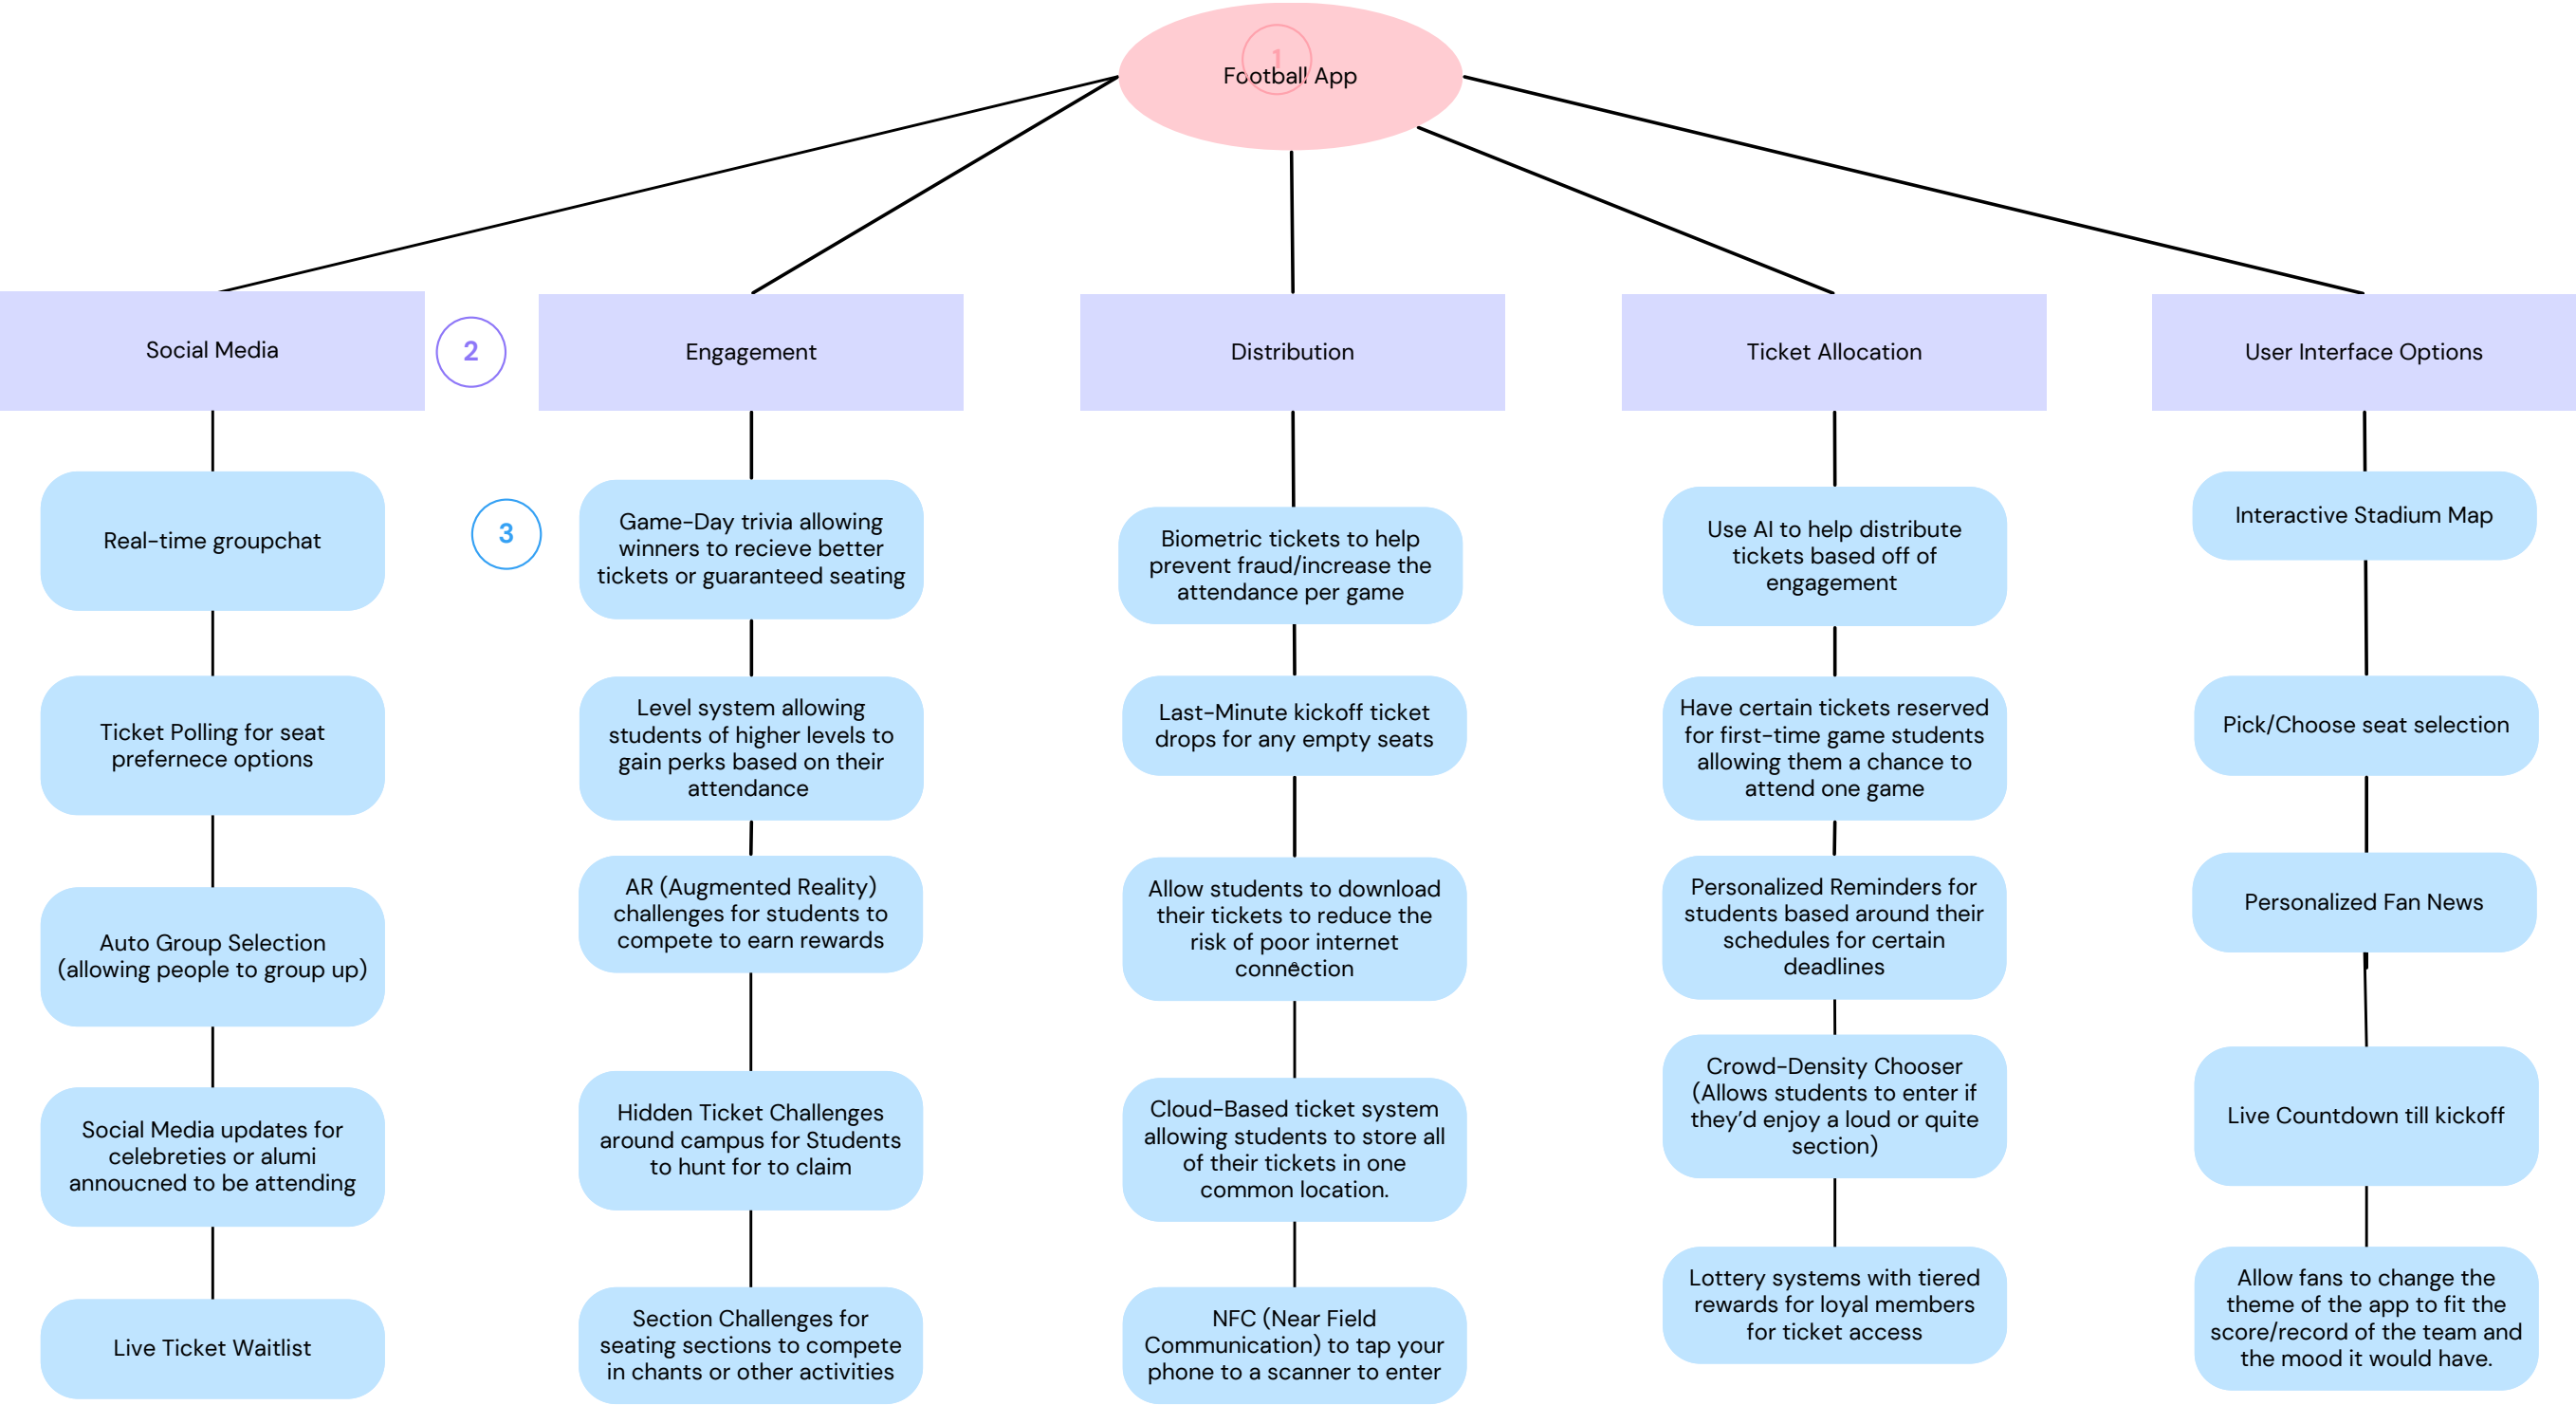 1
Football App
Social Media
2
Engagement
Distribution
Ticket Allocation
User Interface Options
3
Real-time groupchat
Ticket Polling for seat
prefernece options
Auto Group Selection
(allowing people to group up)
Social Media updates for
celebreties or alumi
annoucned to be attending
Live Ticket Waitlist
Game-Day trivia allowing
winners to recieve better
tickets or guaranteed seating
Level system allowing
students of higher levels to
gain perks based on their
attendance
AR (Augmented Reality)
challenges for students to
compete to earn rewards
Hidden Ticket Challenges
around campus for Students
to hunt for to claim
Section Challenges for
seating sections to compete
in chants or other activities
Biometric tickets to help
prevent fraud/increase the
attendance per game
Last-Minute kickoff ticket
drops for any empty seats
Allow students to download
their tickets to reduce the
risk of poor internet
connection
Cloud-Based ticket system
allowing students to store all
of their tickets in one
common location.
NFC (Near Field
Communication) to tap your
phone to a scanner to enter
Use AI to help distribute
tickets based off of
engagement
Have certain tickets reserved
for first-time game students
allowing them a chance to
attend one game
Personalized Reminders for
students based around their
schedules for certain
deadlines
Crowd-Density Chooser
(Allows students to enter if
they’d enjoy a loud or quite
section)
Lottery systems with tiered
rewards for loyal members
for ticket access
Interactive Stadium Map
Pick/Choose seat selection
Personalized Fan News
Live Countdown till kickoff
Allow fans to change the
theme of the app to fit the
score/record of the team and
the mood it would have.